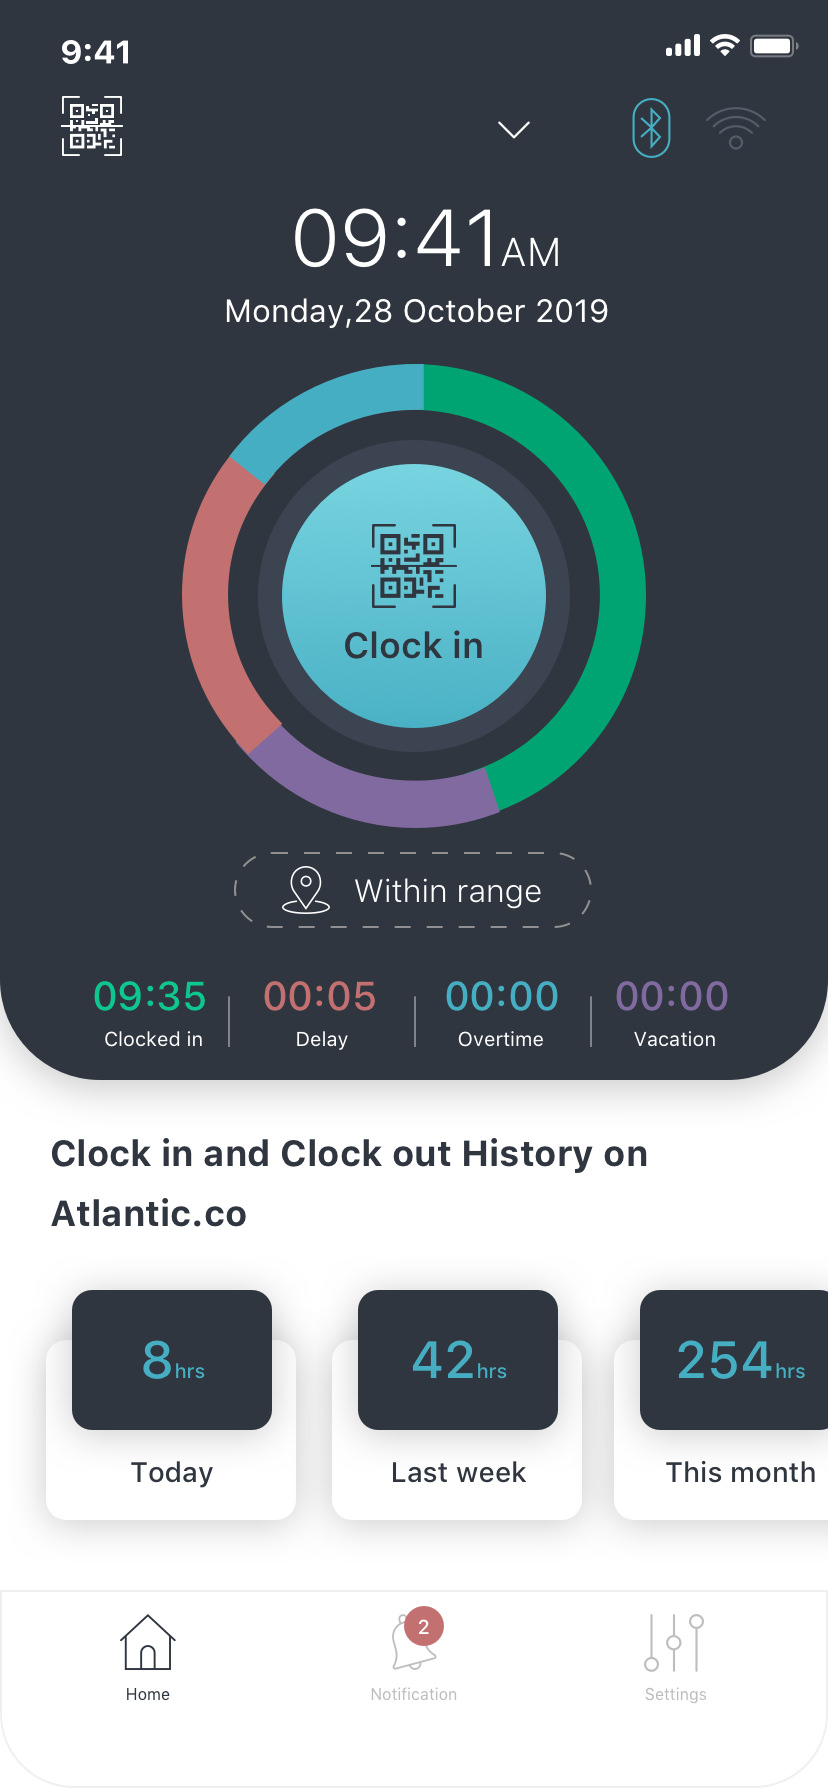 9:41
09:41AM
Monday,28 October 2019
Clock in
Within range
09:35 00:05 00:00 00:00
Clocked in Delay Overtime Vacation
Clock in and Clock out History on
Atlantic.co
8hrs 42hrs 254hrs
Today Last week This month
2
Home Notification Settings